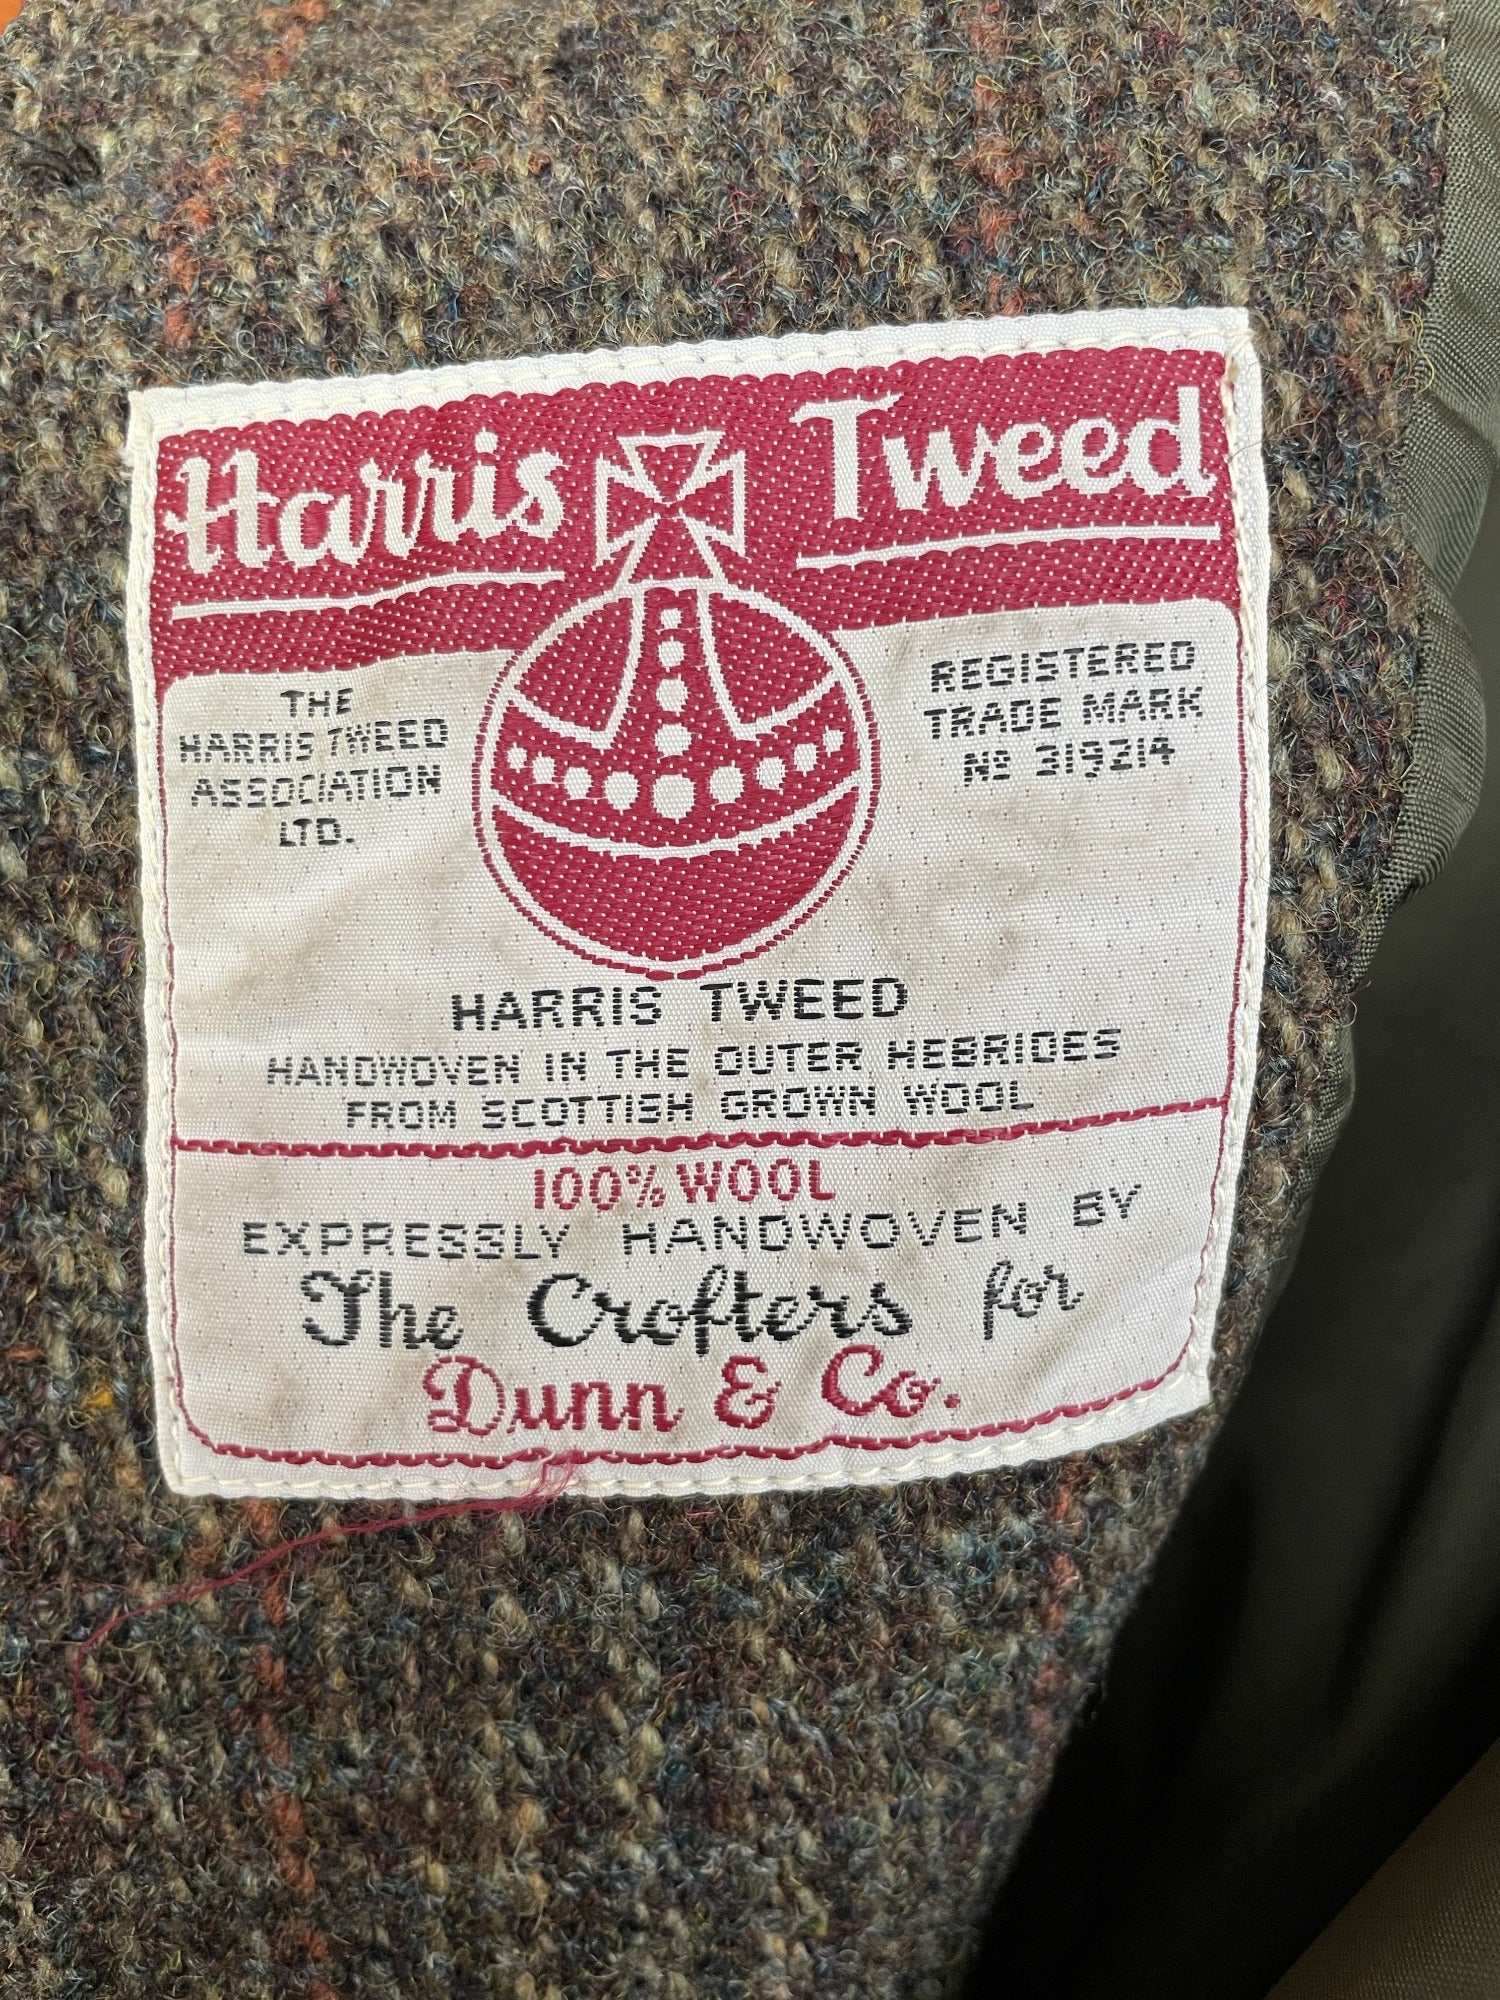 Harris Tweed
THE
HARRIS TWEED
ASSOCIATION
LTD.
REGISTERED
TRADE MARK
Nº 319214
HARRIS TWEED
HANDWOVEN IN THE OUTER HEBRIDES
FROM SCOTTISH GROWN WOOL
100% WOOL
EXPRESSLY HANDWOVEN BY
The Crofters for
Dunn & Co.